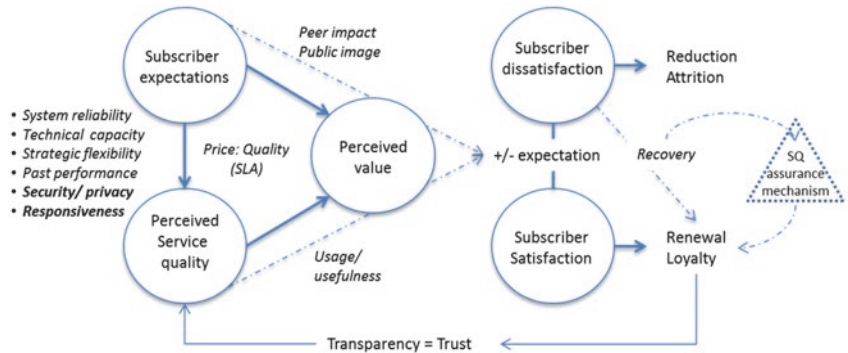 Subscriber
expectations
Peer impact
Public image
Subscriber
dissatisfaction
Reduction
Attrition
• System reliability
• Technical capacity
• Strategic flexibility
• Past performance
• Security/ privacy
• Responsiveness
Price: Quality
(SLA)
Perceived
value
+/- expectation
Recovery
SQ
assurance
mechanism
Perceived
Service
quality
Usage/
usefulness
Subscriber
Satisfaction
Renewal
Loyalty
Transparency = Trust